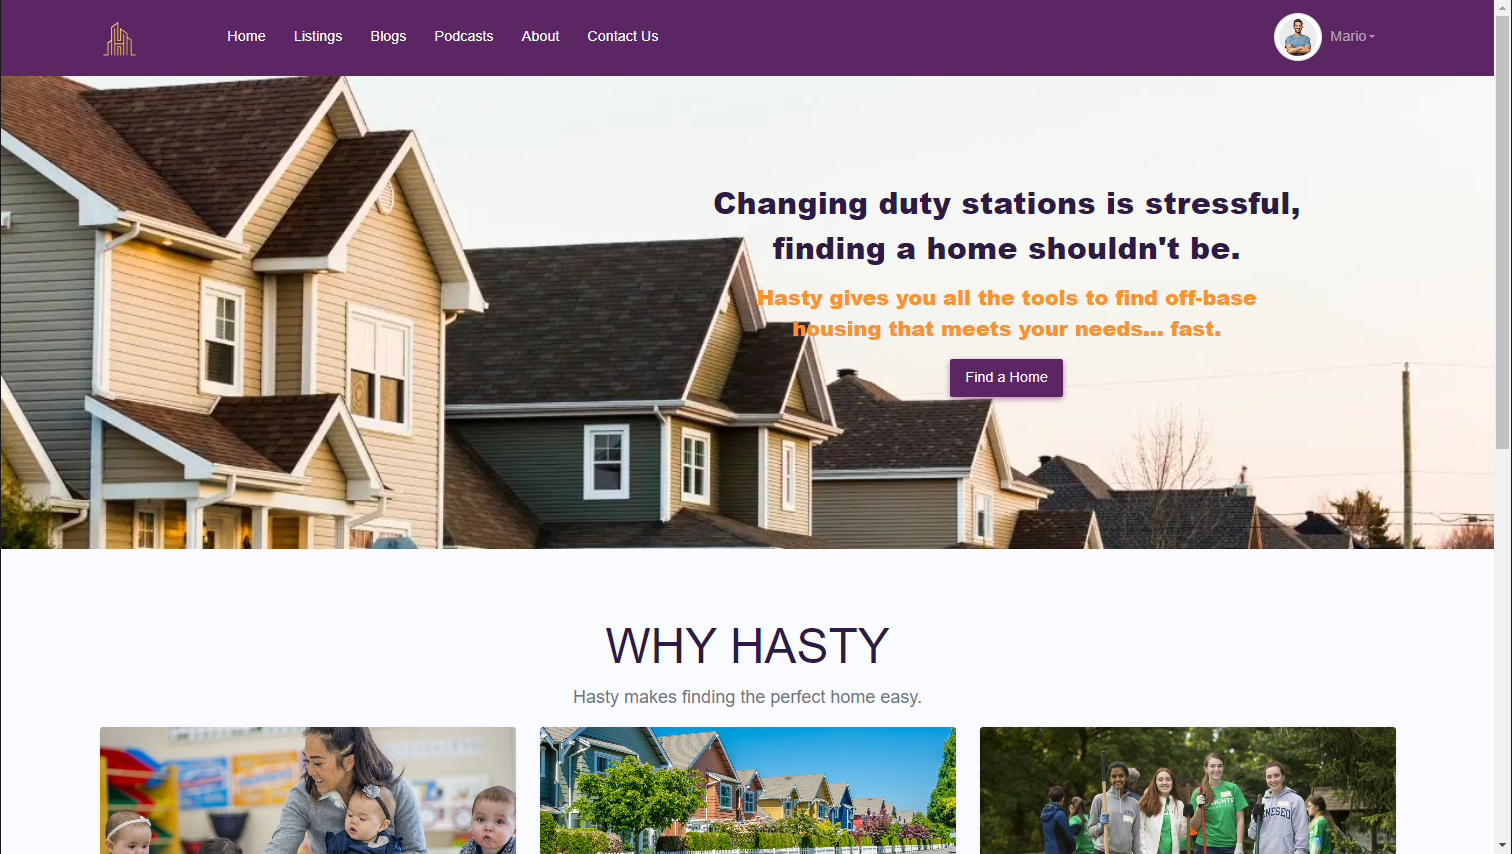 Home Listings Blogs Podcasts About Contact Us Mario
Changing duty stations is stressful,
finding a home shouldn't be.
Hasty gives you all the tools to find off-base
housing that meets your needs... fast.
Find a Home
WHY HASTY
Hasty makes finding the perfect home easy.